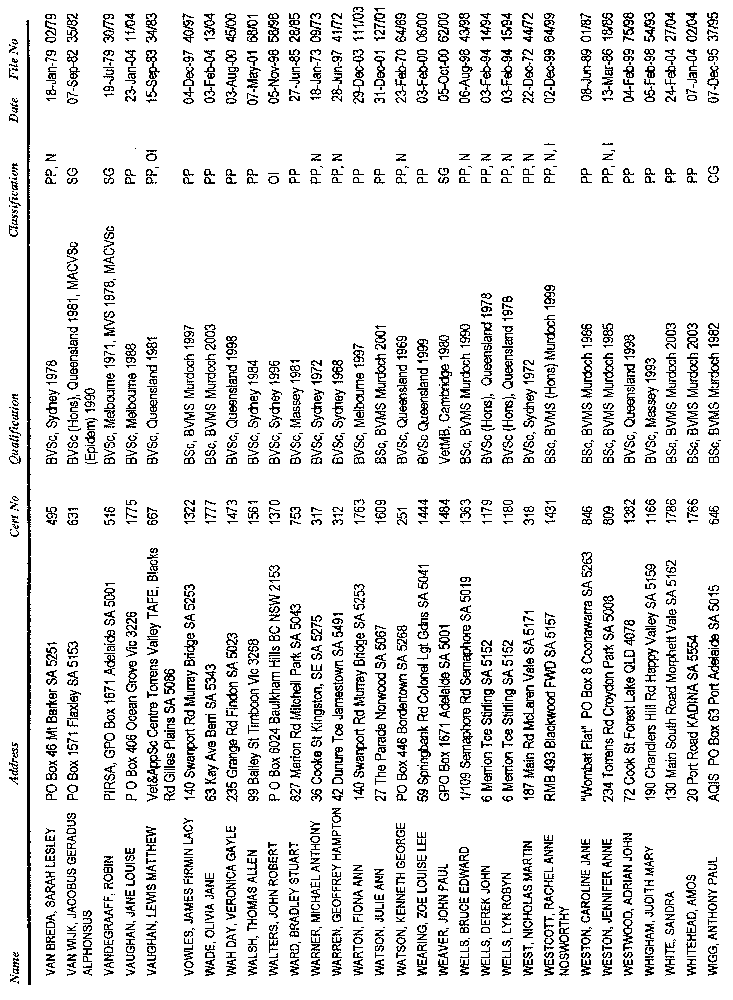 Name Address Cert No Qualification Classification Date File No
VAN BREDA, SARAH LESLEY PO Box 46 Mt Barker SA 5251 495 BVSc, Sydney 1978 PP, N 18-Jan-79 02/79
VAN WIJK, JACOBUS GERADUS PO Box 1571 Flaxley SA 5153 631 BVSc (Hons), Queensland 1981, MACVSc SG 07-Sep-82 35/82
ALPHONSUS (Epidem) 1990
VANDEGRAAFF, ROBIN PIRSA, GPO Box 1671 Adelaide SA 5001 516 BVSc, Melbourne 1971, MVS 1978, MACVSc SG 19-Jul-79 30/79
VAUGHAN, JANE LOUISE P O Box 406 Ocean Grove Vic 3226 1775 BVSc, Melbourne 1988 PP 23-Jan-04 11/04
VAUGHAN, LEWIS MATTHEW Vet&AppSc Centre Torrens Valley TAFE, Blacks 667 BVSc, Queensland 1981 PP, OI 15-Sep-83 34/83
Rd Gilles Plains SA 5086
VOWLES, JAMES FIRMIN LACY 140 Swanport Rd Murray Bridge SA 5253 1322 BSc, BVMS Murdoch 1997 PP 04-Dec-97 40/97
WADE, OLIVIA JANE 63 Kay Ave Berri SA 5343 1777 BSc, BVMS Murdoch 2003 PP 03-Feb-04 13/04
WAH DAY, VERONICA GAYLE 235 Grange Rd Findon SA 5023 1473 BVSc, Queensland 1998 PP 03-Aug-00 45/00
WALSH, THOMAS ALLEN 99 Bailey St Timboon Vic 3268 1561 BVSc, Sydney 1984 PP 07-May-01 68/01
WALTERS, JOHN ROBERT P O Box 6024 Baulkham Hills BC NSW 2153 1370 BVSc, Sydney 1996 OI 05-Nov-98 58/98
WARD, BRADLEY STUART 827 Marion Rd Mitchell Park SA 5043 753 BVSc, Massey 1981 PP 27-Jun-85 28/85
WARNER, MICHAEL ANTHONY 36 Cooke St Kingston, SE SA 5275 317 BVSc, Sydney 1972 PP, N 18-Jan-73 09/73
WARREN, GEOFFREY HAMPTON 42 Dunure Tce Jamestown SA 5491 312 BVSc, Sydney 1968 PP, N 28-Jun-97 41/72
WARTON, FIONA ANN 140 Swanport Rd Murray Bridge SA 5253 1763 BVSc, Melbourne 1997 PP 29-Dec-03 111/03
WATSON, JULIE ANN 27 The Parade Norwood SA 5067 1609 BSc, BVMS Murdoch 2001 PP 31-Dec-01 127/01
WATSON, KENNETH GEORGE PO Box 446 Bordertown SA 5268 251 BVSc, Queensland 1969 PP, N 23-Feb-70 64/69
WEARING, ZOE LOUISE LEE 59 Springbank Rd Colonel Lgt Gdns SA 5041 1444 BVSc Queensland 1999 PP 03-Feb-00 06/00
WEAVER, JOHN PAUL GPO Box 1671 Adelaide SA 5001 1484 VetMB, Cambridge 1980 SG 05-Oct-00 62/00
WELLS, BRUCE EDWARD 1/109 Semaphore Rd Semaphore SA 5019 1363 BSc, BVMS Murdoch 1990 PP, N 06-Aug-98 43/98
WELLS, DEREK JOHN 6 Merrion Tce Stirling SA 5152 1179 BVSc (Hons), Queensland 1978 PP, N 03-Feb-94 14/94
WELLS, LYN ROBYN 6 Merrion Tce Stirling SA 5152 1180 BVSc (Hons), Queensland 1978 PP, N 03-Feb-94 15/94
WEST, NICHOLAS MARTIN 187 Main Rd McLaren Vale SA 5171 318 BVSc, Sydney 1972 PP, N 22-Dec-72 44/72
WESTCOTT, RACHEL ANNE RMB 493 Blackwood FWD SA 5157 1431 BSc, BVMS (Hons) Murdoch 1999 PP, N, I 02-Dec-99 64/99
NOSWORTHY
WESTON, CAROLINE JANE "Wombat Flat" PO Box 8 Coonawarra SA 5263 846 BSc, BVMS Murdoch 1986 PP 08-Jun-89 01/87
WESTON, JENNIFER ANNE 234 Torrens Rd Croydon Park SA 5008 809 BSc, BVMS Murdoch 1985 PP, N, I 13-Mar-86 18/86
WESTWOOD, ADRIAN JOHN 72 Cook St Forest Lake QLD 4078 1382 BVSc, Queensland 1998 PP 04-Feb-99 75/98
WHIGHAM, JUDITH MARY 190 Chandlers Hill Rd Happy Valley SA 5159 1166 BVSc, Massey 1993 PP 05-Feb-98 54/93
WHITE, SANDRA 130 Main South Road Morphett Vale SA 5162 1786 BSc, BVMS Murdoch 2003 PP 24-Feb-04 27/04
WHITEHEAD, AMOS 20 Port Road KADINA SA 5554 1766 BSc, BVMS Murdoch 2003 PP 07-Jan-04 02/04
WIGG, ANTHONY PAUL AQIS PO Box 63 Port Adelaide SA 5015 646 BSc, BVMS Murdoch 1982 CG 07-Dec-95 37/95